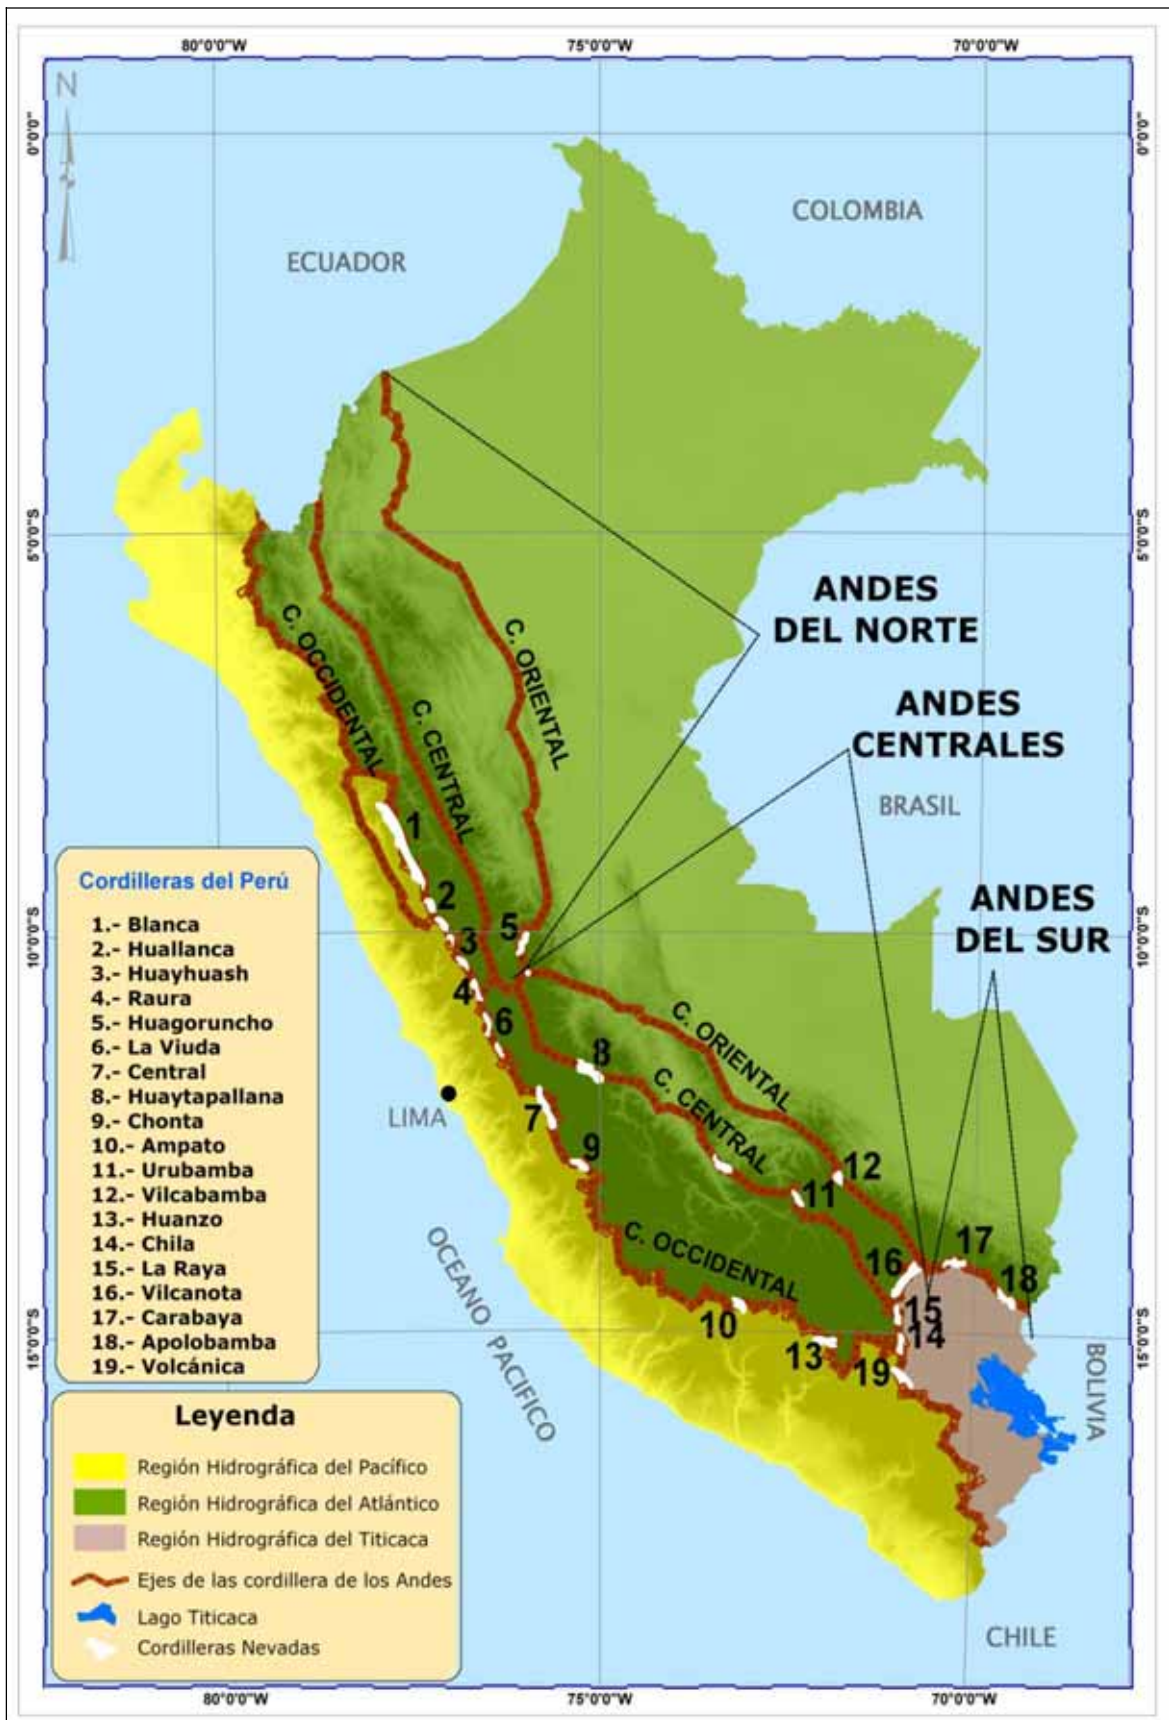 80°0'0"W 75°0'0"W 70°0'0"W
N
0°0'0"
0°0'0"
COLOMBIA
ECUADOR
5°0'0"S
5°0'0"S
ANDES
DEL NORTE
C. OCCIDENTAL
C. CENTRAL
C. ORIENTAL
ANDES
CENTRALES
BRASIL
ANDES
DEL SUR
1
2
3
4
5
6
7
8
9
10
11
12
13
14
15
16
17
18
19
10°0'0"S
10°0'0"S
C. ORIENTAL
C. CENTRAL
C. OCCIDENTAL
LIMA
OCEANO PACIFICO
15°0'0"S
15°0'0"S
BOLIVIA
CHILE
Cordilleras del Perú
1.- Blanca
2.- Huallanca
3.- Huayhuash
4.- Raura
5.- Huagoruncho
6.- La Viuda
7.- Central
8.- Huaytapallana
9.- Chonta
10.- Ampato
11.- Urubamba
12.- Vilcabamba
13.- Huanzo
14.- Chila
15.- La Raya
16.- Vilcanota
17.- Carabaya
18.- Apolobamba
19.- Volcánica
Leyenda
Región Hidrográfica del Pacífico
Región Hidrográfica del Atlántico
Región Hidrográfica del Titicaca
Ejes de las cordillera de los Andes
Lago Titicaca
Cordilleras Nevadas
80°0'0"W 75°0'0"W 70°0'0"W